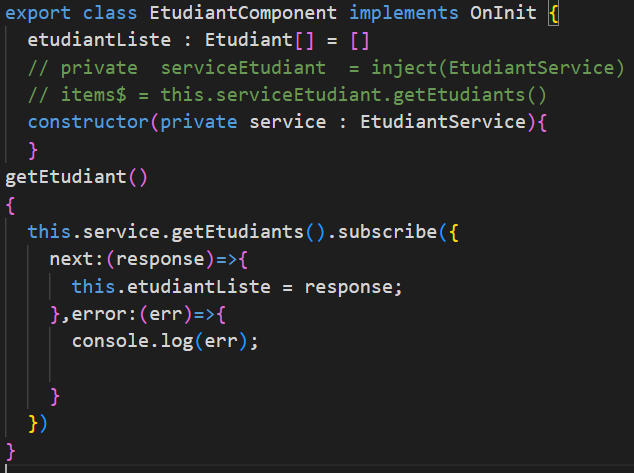 export class EtudiantComponent implements OnInit {
  etudiantListe : Etudiant[] = []
  // private  serviceEtudiant  = inject(EtudiantService)
  // items$ = this.serviceEtudiant.getEtudiants()
  constructor(private service : EtudiantService){
  }
getEtudiant()
{
  this.service.getEtudiants().subscribe({
    next:(response)=>{
      this.etudiantListe = response;
    },error:(err)=>{
      console.log(err);
    }
  })
}